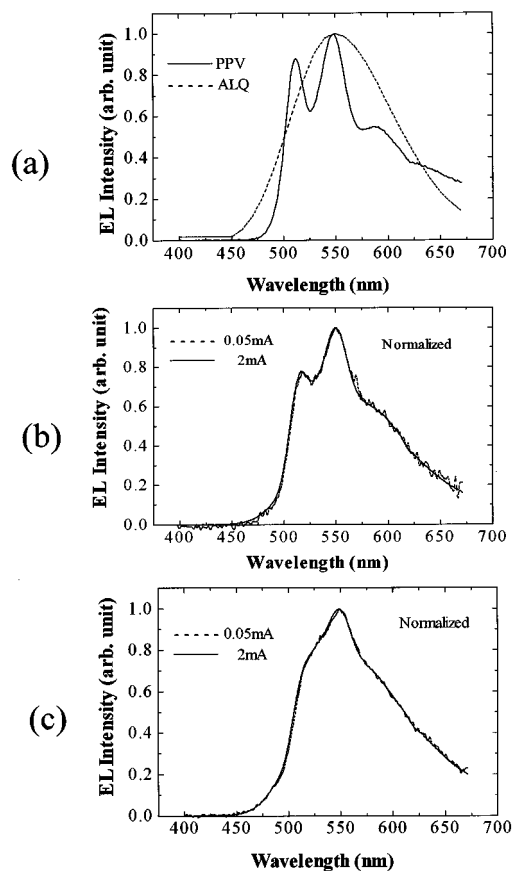 (a)
EL Intensity (arb. unit)
1.0
0.8
0.6
0.4
0.2
0.0
PPV
ALQ
400 450 500 550 600 650 700
Wavelength (nm)
(b)
EL Intensity (arb. unit)
1.0
0.8
0.6
0.4
0.2
0.0
0.05mA
2mA
Normalized
400 450 500 550 600 650 700
Wavelength (nm)
(c)
EL Intensity (arb. unit)
1.0
0.8
0.6
0.4
0.2
0.0
0.05mA
2mA
Normalized
400 450 500 550 600 650 700
Wavelength (nm)